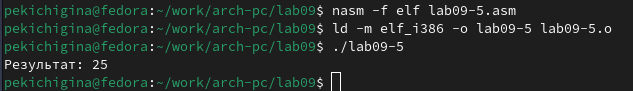 pekichigina@fedora:~/work/arch-pc/lab09$ nasm -f elf lab09-5.asm
pekichigina@fedora:~/work/arch-pc/lab09$ ld -m elf_i386 -o lab09-5 lab09-5.o
pekichigina@fedora:~/work/arch-pc/lab09$ ./lab09-5
Результат: 25
pekichigina@fedora:~/work/arch-pc/lab09$